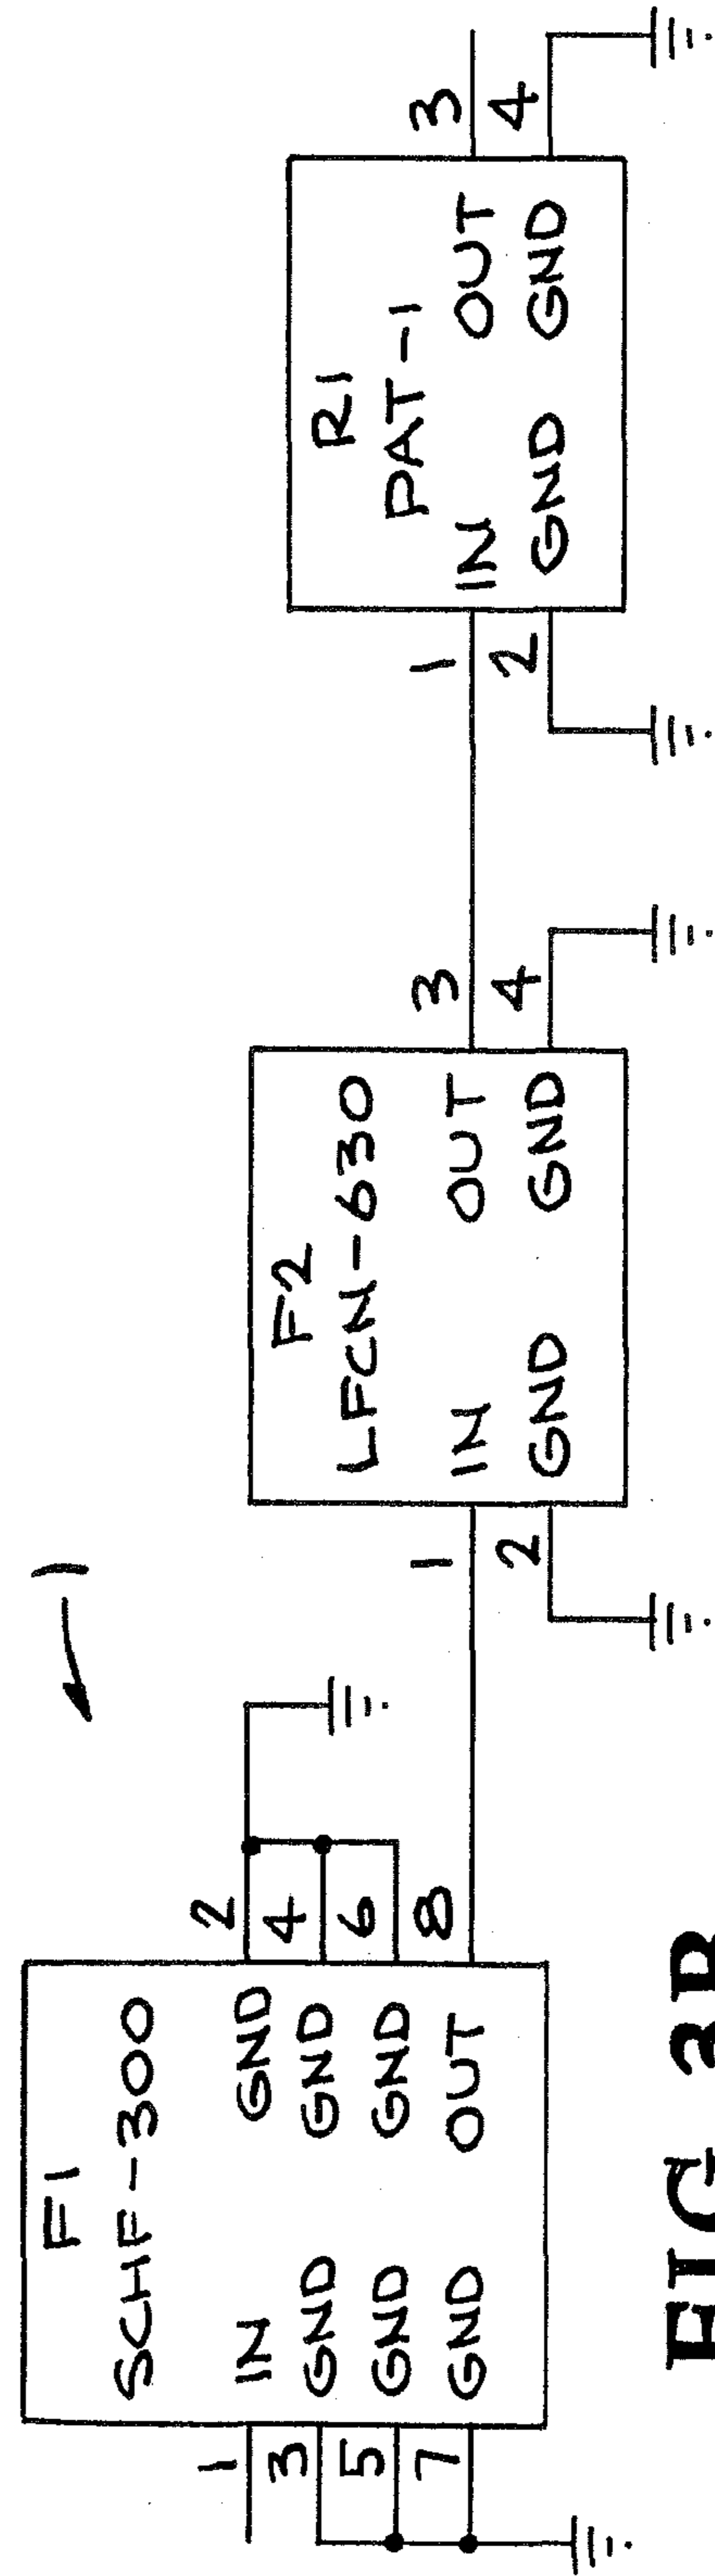 1
F1
SCHF-300
IN GND
GND GND
GND GND
GND OUT
1
3
5
7
2
4
6
8
F2
LFCN-630
IN OUT
GND GND
1
2
3
4
R1
PAT-1
IN OUT
GND GND
1
2
3
4